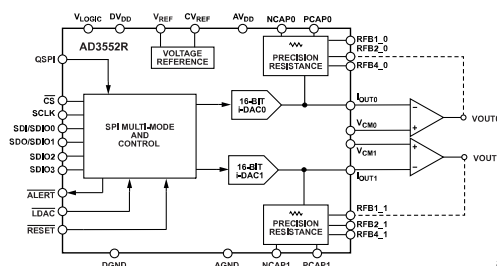 VLOGIC DVDD VREF CVREF AVDD NCAP0 PCAP0
AD3552R
VOLTAGE
REFERENCE
PRECISION
RESISTANCE
RFB1_0
RFB2_0
RFB4_0
QSPI
CS
SCLK
SDI/SDIO0
SDO/SDIO1
SDIO2
SDIO3
ALERT
LDAC
RESET
SPI MULTI-MODE
AND
CONTROL
16-BIT
i-DAC0
16-BIT
i-DAC1
IOUT0
VCM0
VCM1
IOUT1
VOUT0
VOUT
PRECISION
RESISTANCE
RFB1_1
RFB2_1
RFB4_1
DGND AGND NCAP1 PCAP1